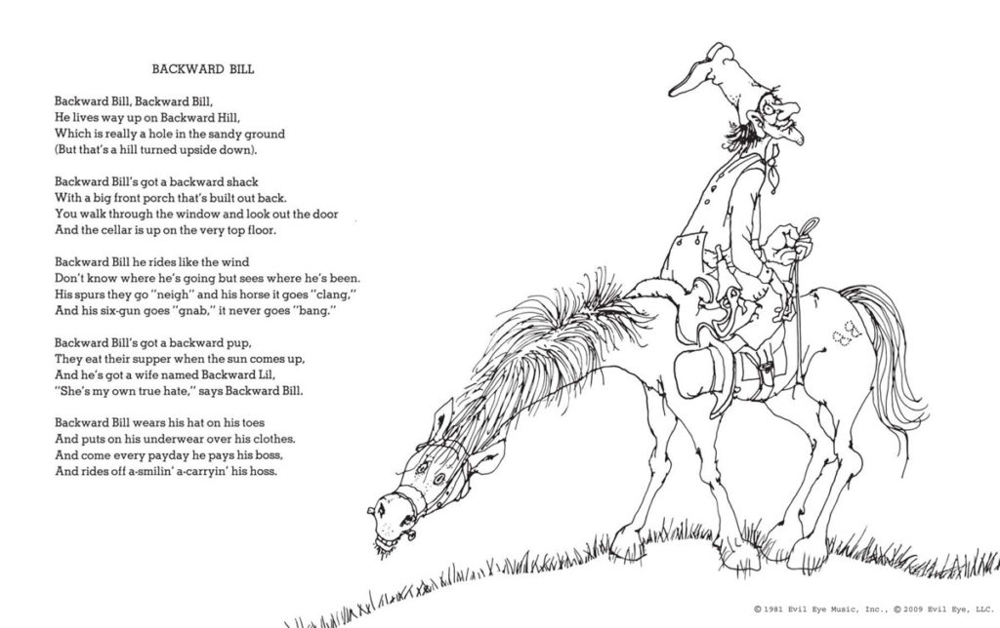 BACKWARD BILL
Backward Bill, Backward Bill,
He lives way up on Backward Hill,
Which is really a hole in the sandy ground
(But that's a hill turned upside down).
Backward Bill's got a backward shack
With a big front porch that's built out back.
You walk through the window and look out the door
And the cellar is up on the very top floor.
Backward Bill he rides like the wind
Don't know where he's going but sees where he's been.
His spurs they go "neigh" and his horse it goes "clang,"
And his six-gun goes "gnab," it never goes "bang."
Backward Bill's got a backward pup,
They eat their supper when the sun comes up,
And he's got a wife named Backward Lil,
"She's my own true hate," says Backward Bill.
Backward Bill wears his hat on his toes
And puts on his underwear over his clothes.
And come every payday he pays his boss,
And rides off a-smilin' a-carryin' his hoss.
© 1981 Evil Eye Music, Inc., © 2009 Evil Eye, LLC.